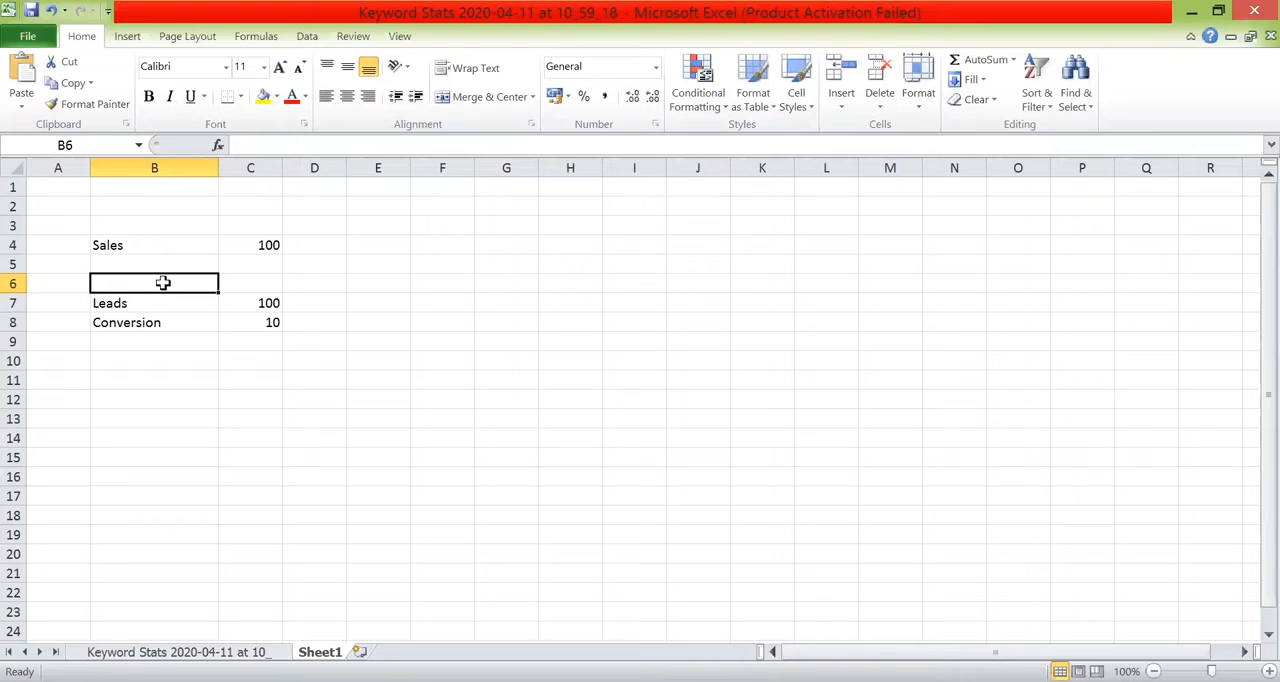 Keyword Stats 2020-04-11 at 10_59_18 - Microsoft Excel (Product Activation Failed)
File Home Insert Page Layout Formulas Data Review View
Paste
Cut
Copy
Format Painter
Clipboard
Calibri 11 A A
B I U A
Font
Wrap Text
Merge & Center
Alignment
General
% ,
Number
Conditional Formatting
Format as Table
Cell Styles
Styles
Insert
Delete
Format
Cells
Σ AutoSum
Fill
Clear
Sort & Filter
Find & Select
Editing
B6 fx
A B C D E F G H I J K L M N O P Q R
1
2
3
4 Sales 100
5
6
7 Leads 100
8 Conversion 10
9
10
11
12
13
14
15
16
17
18
19
20
21
22
23
24
Keyword Stats 2020-04-11 at 10_ Sheet1
Ready 100%